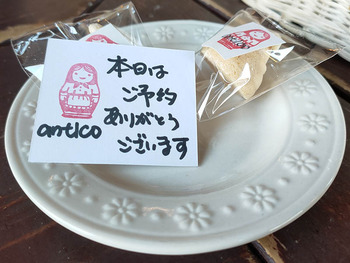 本日は
ご予約
ありがとう
ございます
antico